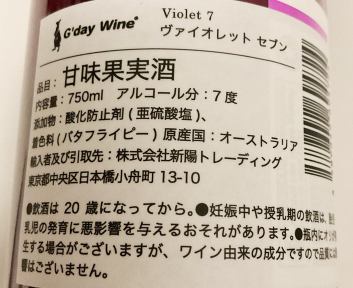 G'day Wine®
Violet 7
ヴァイオレット セブン
品目：甘味果実酒
内容量：750ml アルコール分：7度
添加物：酸化防止剤(亜硫酸塩)、
着色料(バタフライピー) 原産国：オーストラリア
輸入者及び引取先：株式会社新陽トレーディング
東京都中央区日本橋小舟町 13-10
●飲酒は 20 歳になってから。●妊娠中や授乳期の飲酒は、
乳児の発育に悪影響を与えるおそれがあります。●瓶内にオリ
生する場合がございますが、ワイン由来の成分ですので品質に
響はございません。